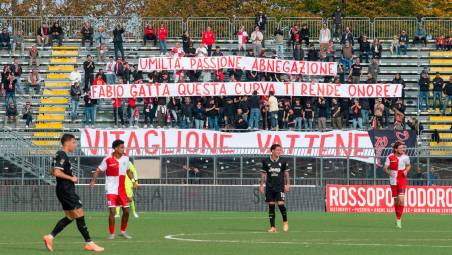 UMILTÀ, PASSIONE, ABNEGAZIONE
FABIO GATTA QUESTA CURVA TI RENDE ONORE!
VITAGLIONE VATTENE
ROSSOPOMODORO